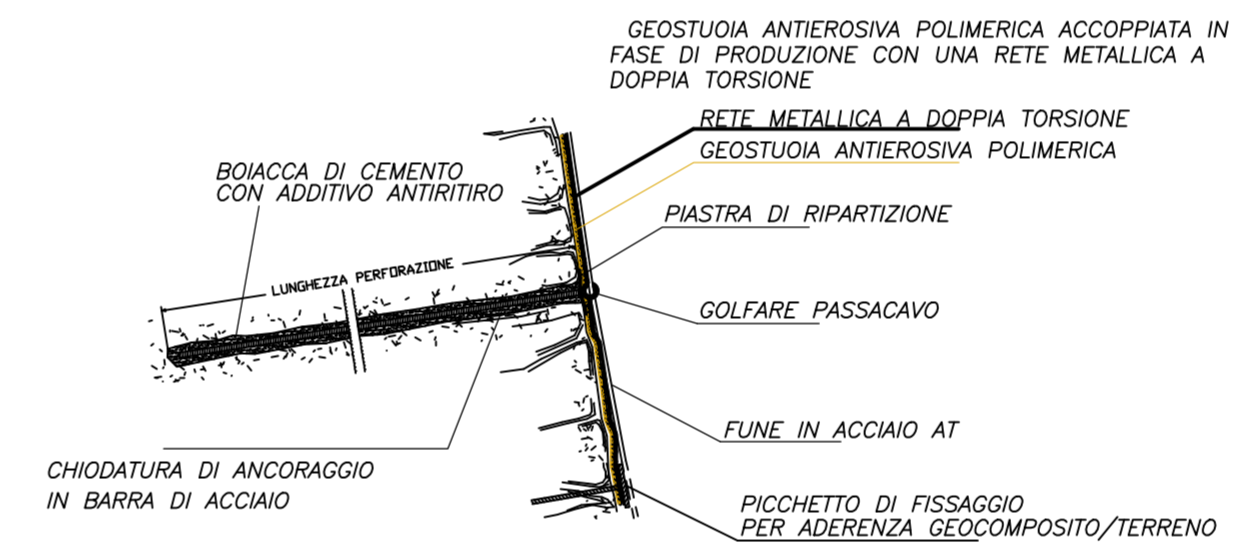 GEOSTUOIA ANTIEROSIVA POLIMERICA ACCOPPIATA IN
FASE DI PRODUZIONE CON UNA RETE METALLICA A
DOPPIA TORSIONE
RETE METALLICA A DOPPIA TORSIONE
GEOSTUOIA ANTIEROSIVA POLIMERICA
BOIACCA DI CEMENTO
CON ADDITIVO ANTIRITIRO
PIASTRA DI RIPARTIZIONE
LUNGHEZZA PERFORAZIONE
GOLFARE PASSACAVO
FUNE IN ACCIAIO AT
CHIODATURA DI ANCORAGGIO
IN BARRA DI ACCIAIO
PICCHETTO DI FISSAGGIO
PER ADERENZA GEOCOMPOSITO/TERRENO